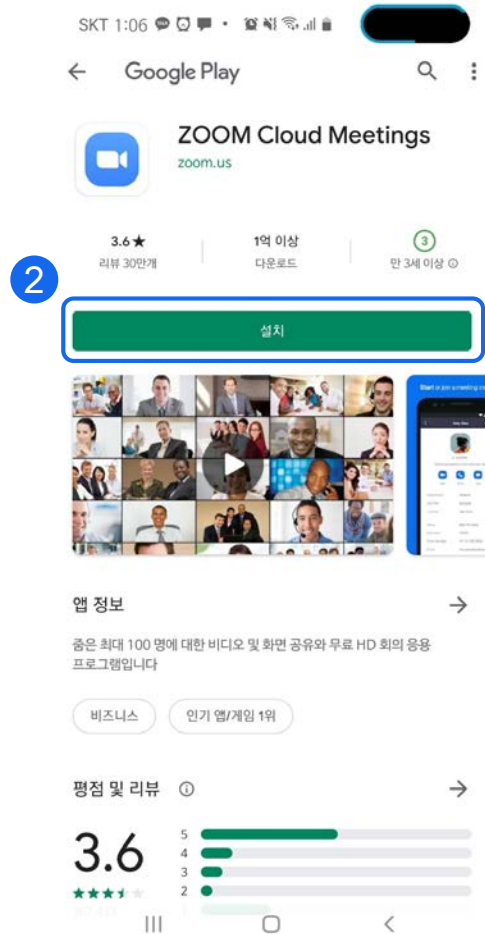 SKT 1:06
Google Play
ZOOM Cloud Meetings
zoom.us
3.6★
리뷰 30만개
1억 이상
다운로드
3
만 3세 이상
2
설치
앱 정보
줌은 최대 100 명에 대한 비디오 및 화면 공유와 무료 HD 회의 응용
프로그램입니다
비즈니스
인기 앱/게임 1위
평점 및 리뷰
3.6
5
4
3
2